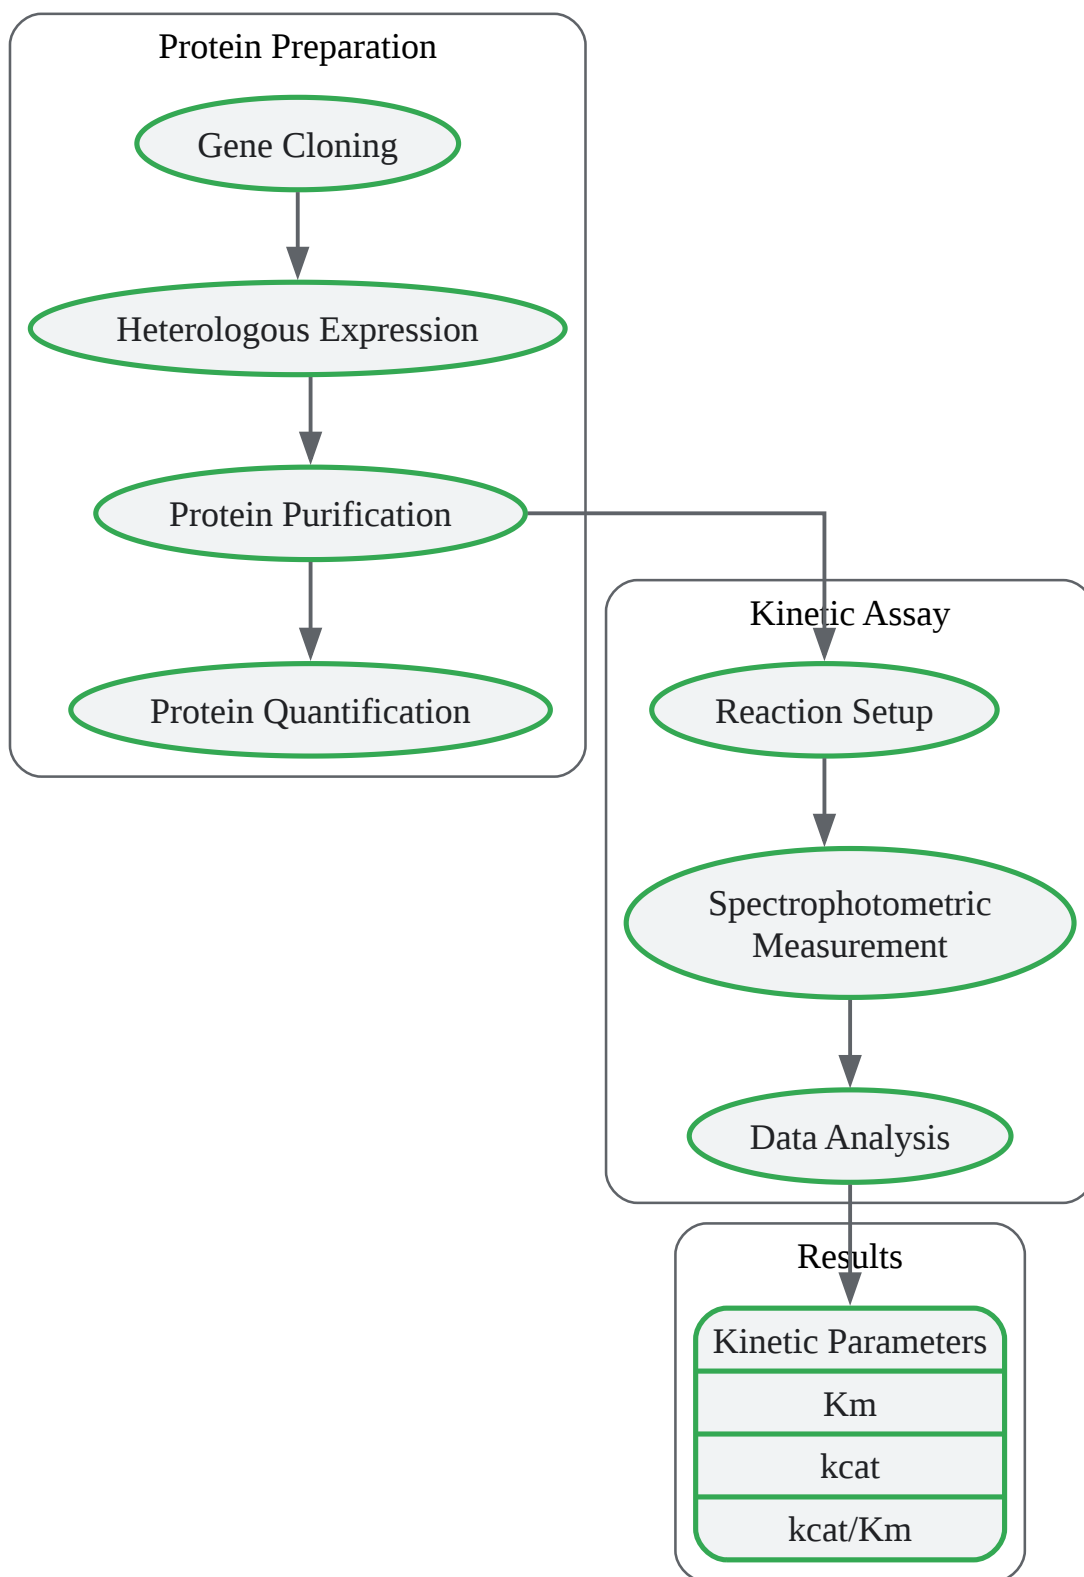 Protein Preparation
Gene Cloning
Heterologous Expression
Protein Purification
Protein Quantification
Kinetic Assay
Reaction Setup
Spectrophotometric
Measurement
Data Analysis
Results
Kinetic Parameters
Km
kcat
kcat/Km